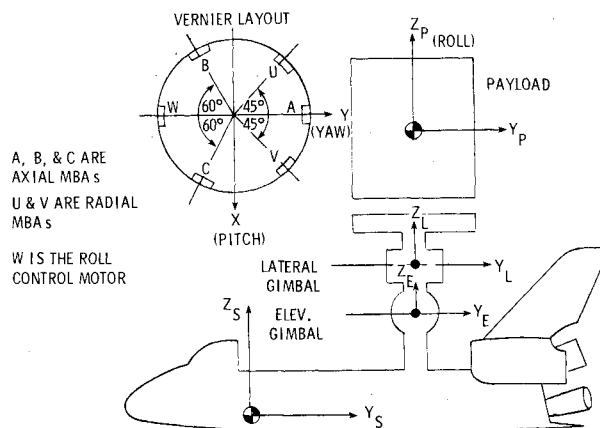 VERNIER LAYOUT
B
U
W
60°
60°
45°
45°
A
Y
(YAW)
C
V
X
(PITCH)
A, B, & C ARE
AXIAL MBAs
U & V ARE RADIAL
MBAs
W IS THE ROLL
CONTROL MOTOR
Z_P
(ROLL)
PAYLOAD
Y_P
Z_L
LATERAL
GIMBAL
Y_L
Z_E
ELEV.
GIMBAL
Y_E
Z_S
Y_S